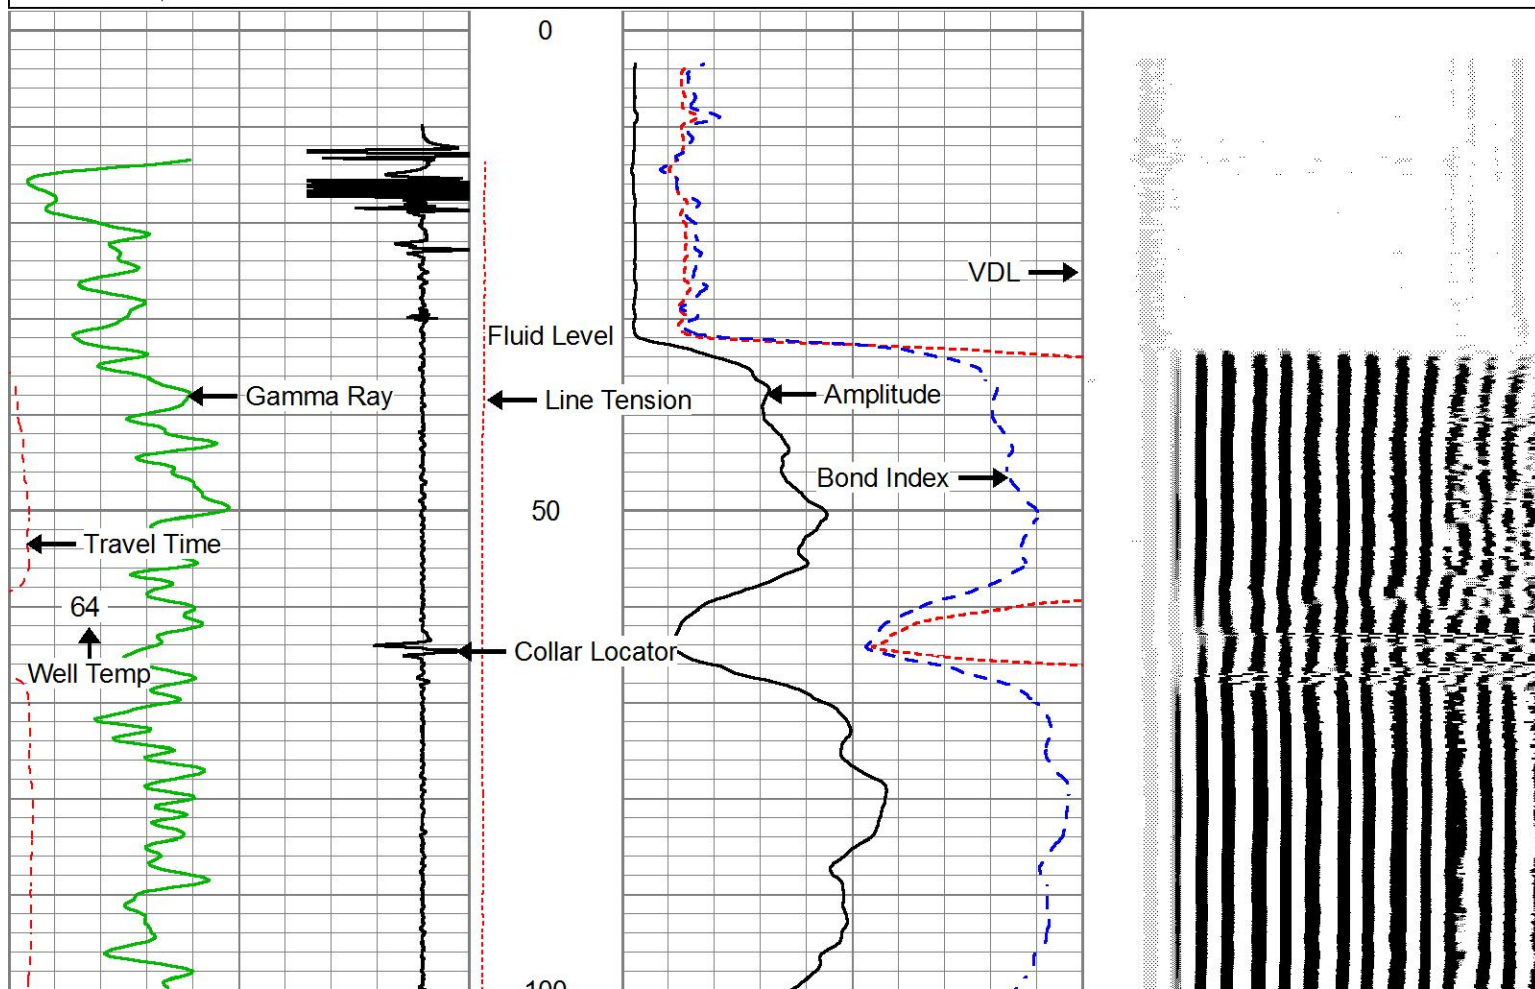 0
VDL
Fluid Level
Gamma Ray
Line Tension
Amplitude
Bond Index
50
Travel Time
64
Collar Locator
Well Temp
100